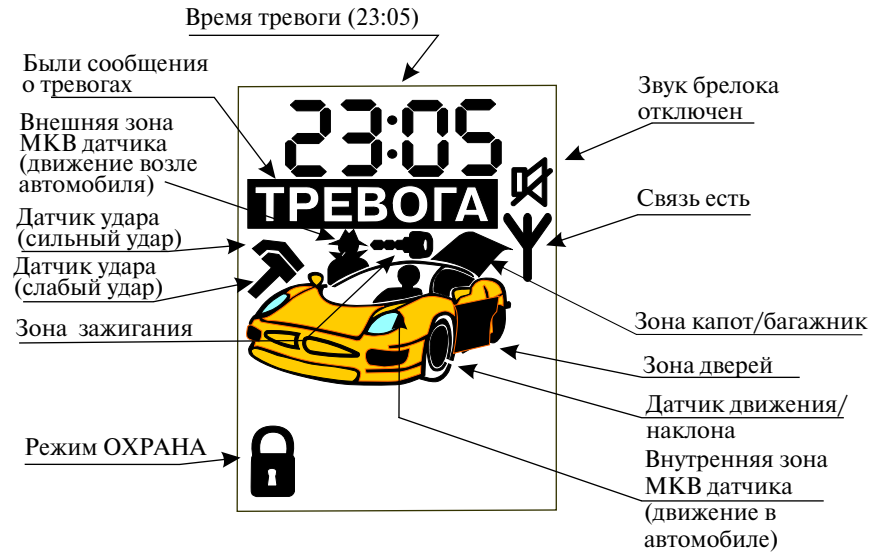 Время тревоги (23:05)
Были сообщения
о тревогах
Внешняя зона
МКВ датчика
(движение возле
автомобиля)
Датчик удара
(сильный удар)
Датчик удара
(слабый удар)
Зона зажигания
Режим ОХРАНА
23:05
ТРЕВОГА
Звук брелока
отключен
Связь есть
Зона капот/багажник
Зона дверей
Датчик движения/
наклона
Внутренняя зона
МКВ датчика
(движение в
автомобиле)